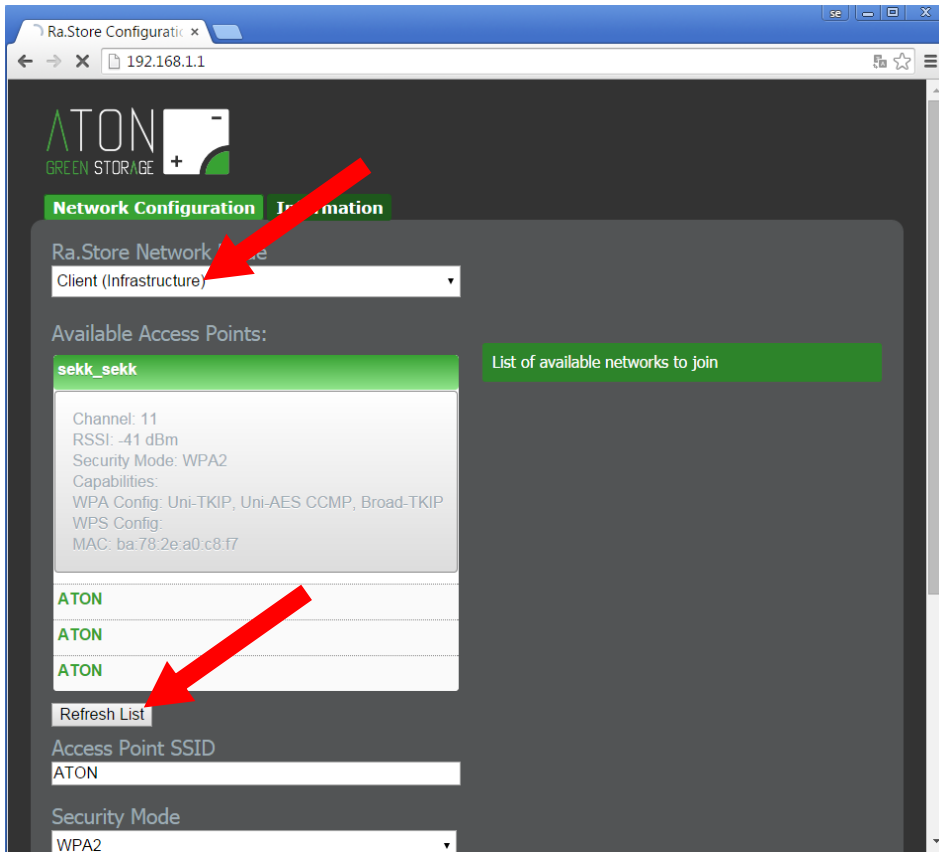 se
Ra.Store Configuratic
192.168.1.1
ATON
GREEN STORAGE
Network Configuration
Ra.Store Network
Client (Infrastructure)
Available Access Points:
sekk_sekk
List of available networks to join
Channel: 11
RSSI: -41 dBm
Security Mode: WPA2
Capabilities:
WPA Config: Uni-TKIP, Uni-AES CCMP, Broad-TKIP
WPS Config:
MAC: ba:78:2e:a0:c8:f7
ATON
ATON
ATON
Refresh List
Access Point SSID
ATON
Security Mode
WPA2